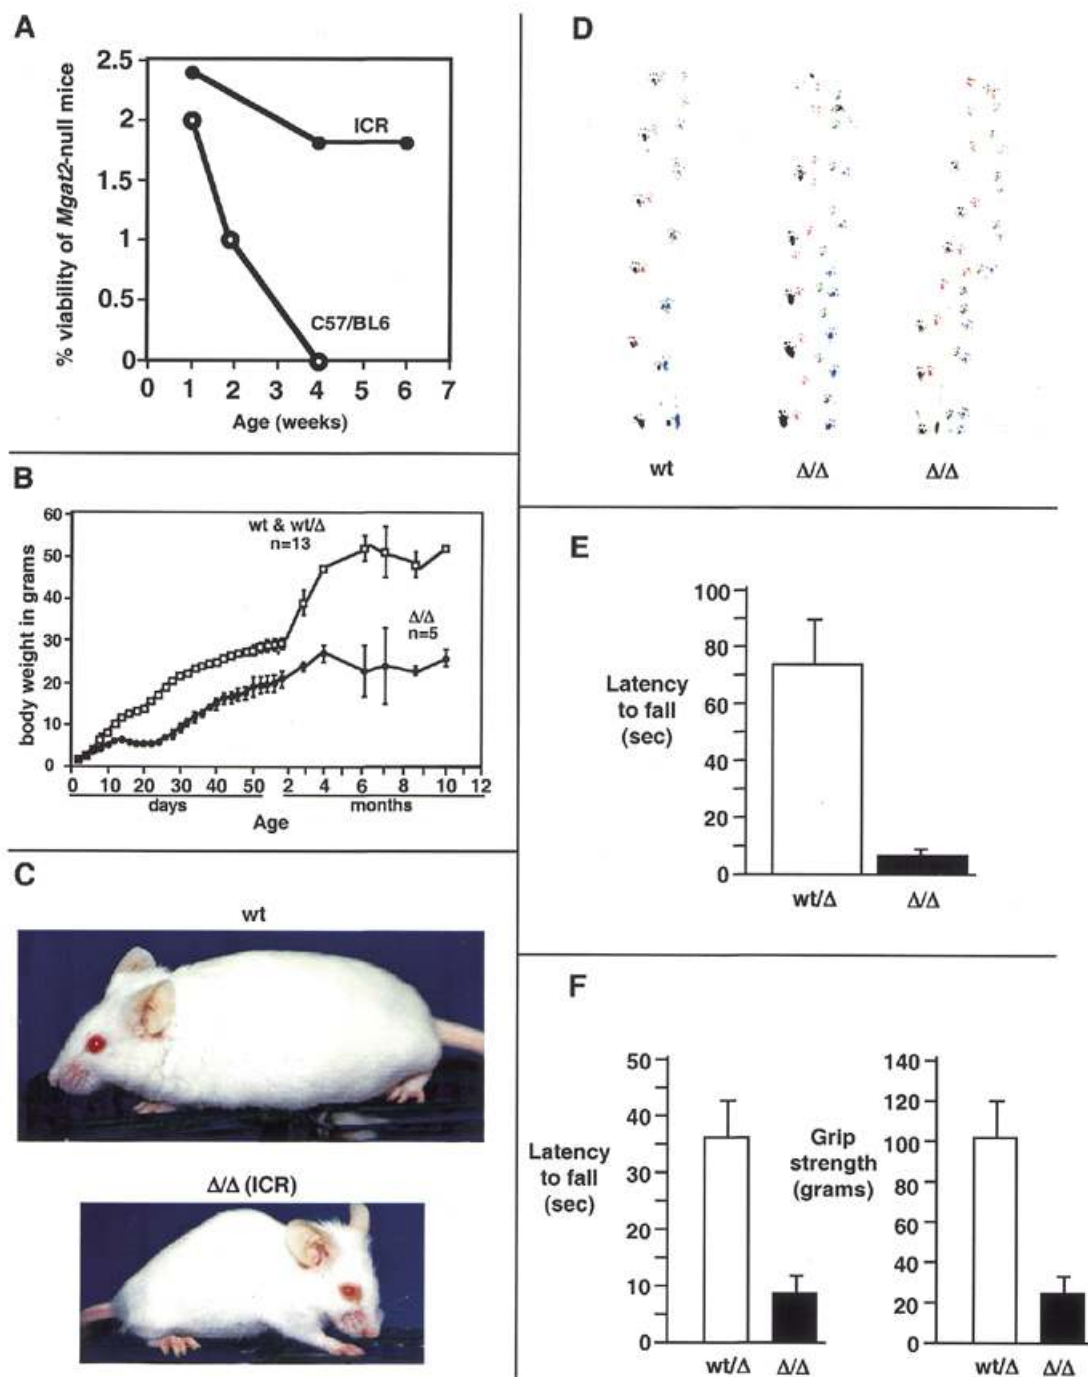 A
% viability of Mgat2-null mice
2.5
2
1.5
1
0.5
0
ICR
C57/BL6
0 1 2 4 6 7
Age (weeks)
B
body weight in grams
60
50
40
30
20
10
0
wt & wt/Δ
n=13
Δ/Δ
n=5
0 10 20 30 40 50 2 4 6 8 10 12
days months
Age
C
wt
Δ/Δ (ICR)
D
wt Δ/Δ Δ/Δ
E
Latency
to fall
(sec)
100
80
60
40
20
0
wt/Δ Δ/Δ
F
Latency
to fall
(sec)
50
40
30
20
10
0
wt/Δ Δ/Δ
Grip
strength
(grams)
140
120
100
80
60
40
20
0
wt/Δ Δ/Δ